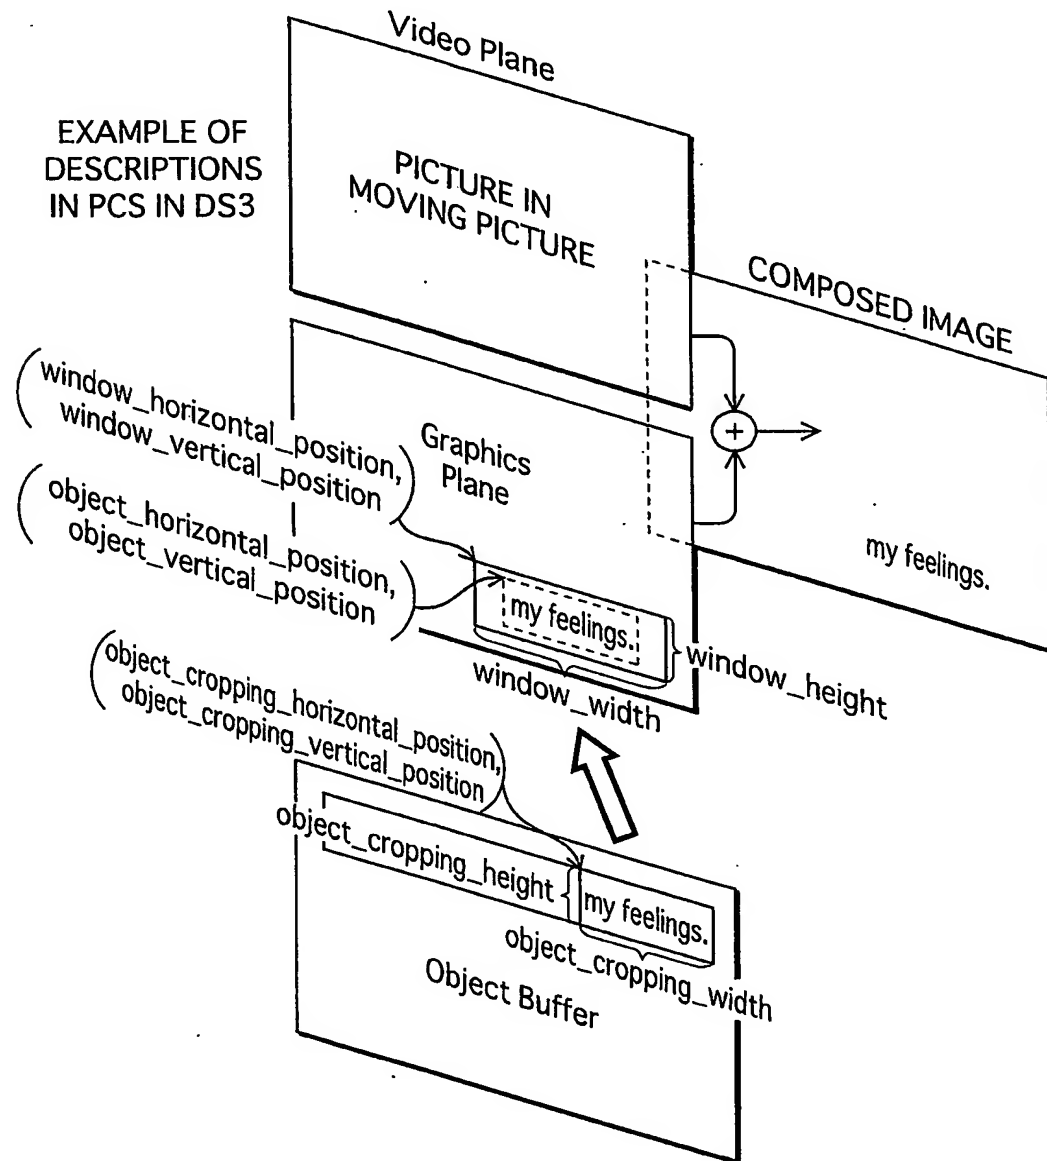 Video Plane
EXAMPLE OF
DESCRIPTIONS
IN PCS IN DS3
PICTURE IN
MOVING PICTURE
COMPOSED IMAGE
window_horizontal_position,
window_vertical_position
Graphics
Plane
+
object_horizontal_position,
object_vertical_position
my feelings.
my feelings.
window_height
window_width
object_cropping_horizontal_position,
object_cropping_vertical_position
object_cropping_height
my feelings.
object_cropping_width
Object Buffer